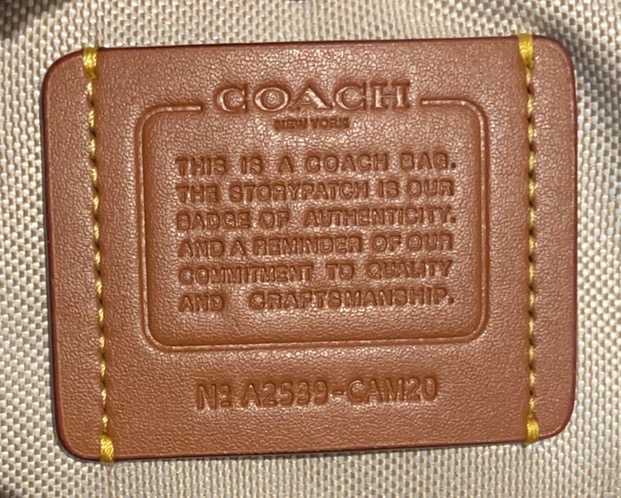 COACH
NEW YORK
THIS IS A COACH BAG.
THE STORYPATCH IS OUR
BADGE OF AUTHENTICITY.
AND A REMINDER OF OUR
COMMITMENT TO QUALITY
AND CRAFTSMANSHIP.
Nº A2539-CAM20